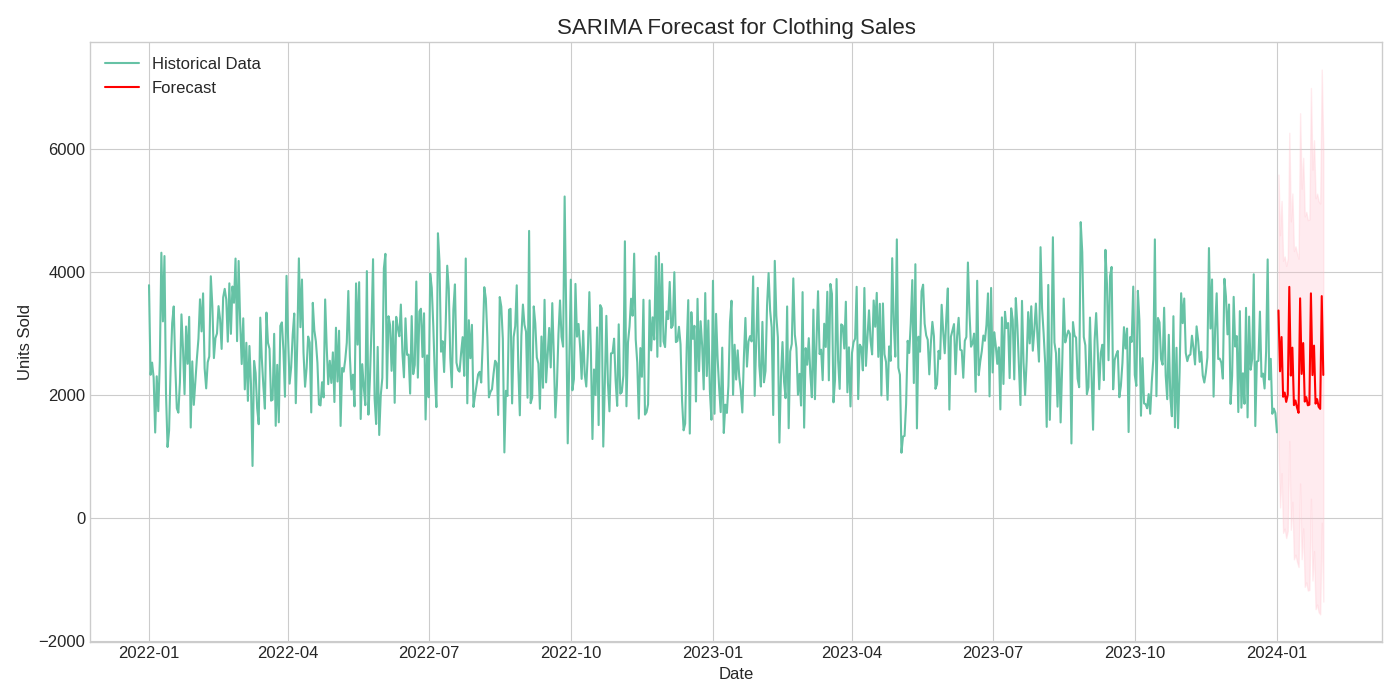 SARIMA Forecast for Clothing Sales
Historical Data
Forecast
Units Sold
6000
4000
2000
0
−2000
2022-01
2022-04
2022-07
2022-10
2023-01
2023-04
2023-07
2023-10
2024-01
Date